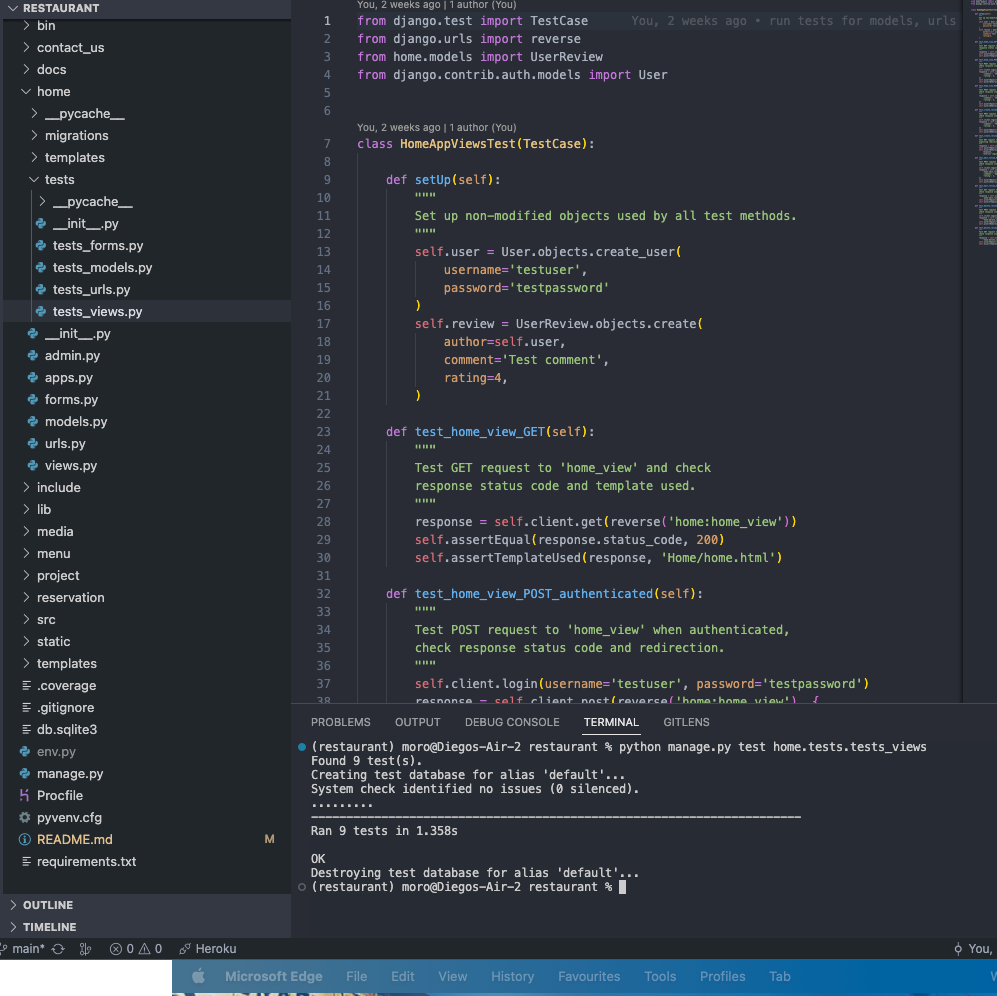 RESTAURANT
bin
contact_us
docs
home
__pycache__
migrations
templates
tests
__pycache__
__init__.py
tests_forms.py
tests_models.py
tests_urls.py
tests_views.py
__init__.py
admin.py
apps.py
forms.py
models.py
urls.py
views.py
include
lib
media
menu
project
reservation
src
static
templates
.coverage
.gitignore
db.sqlite3
env.py
manage.py
Procfile
pyvenv.cfg
README.md M
requirements.txt
OUTLINE
TIMELINE
You, 2 weeks ago | 1 author (You)
1 from django.test import TestCase You, 2 weeks ago • run tests for models, urls
2 from django.urls import reverse
3 from home.models import UserReview
4 from django.contrib.auth.models import User
5
6
You, 2 weeks ago | 1 author (You)
7 class HomeAppViewsTest(TestCase):
8
9 def setUp(self):
10 """
11 Set up non-modified objects used by all test methods.
12 """
13 self.user = User.objects.create_user(
14 username='testuser',
15 password='testpassword'
16 )
17 self.review = UserReview.objects.create(
18 author=self.user,
19 comment='Test comment',
20 rating=4,
21 )
22
23 def test_home_view_GET(self):
24 """
25 Test GET request to 'home_view' and check
26 response status code and template used.
27 """
28 response = self.client.get(reverse('home:home_view'))
29 self.assertEqual(response.status_code, 200)
30 self.assertTemplateUsed(response, 'Home/home.html')
31
32 def test_home_view_POST_authenticated(self):
33 """
34 Test POST request to 'home_view' when authenticated,
35 check response status code and redirection.
36 """
37 self.client.login(username='testuser', password='testpassword')
38 response = self.client.post(reverse('home:home_view'), {
PROBLEMS OUTPUT DEBUG CONSOLE TERMINAL GITLENS
(restaurant) moro@Diegos-Air-2 restaurant % python manage.py test home.tests.tests_views
Found 9 test(s).
Creating test database for alias 'default'...
System check identified no issues (0 silenced).
.........
----------------------------------------------------------------------
Ran 9 tests in 1.358s
OK
Destroying test database for alias 'default'...
(restaurant) moro@Diegos-Air-2 restaurant %
main* 0 0 Heroku You,
Microsoft Edge File Edit View History Favourites Tools Profiles Tab